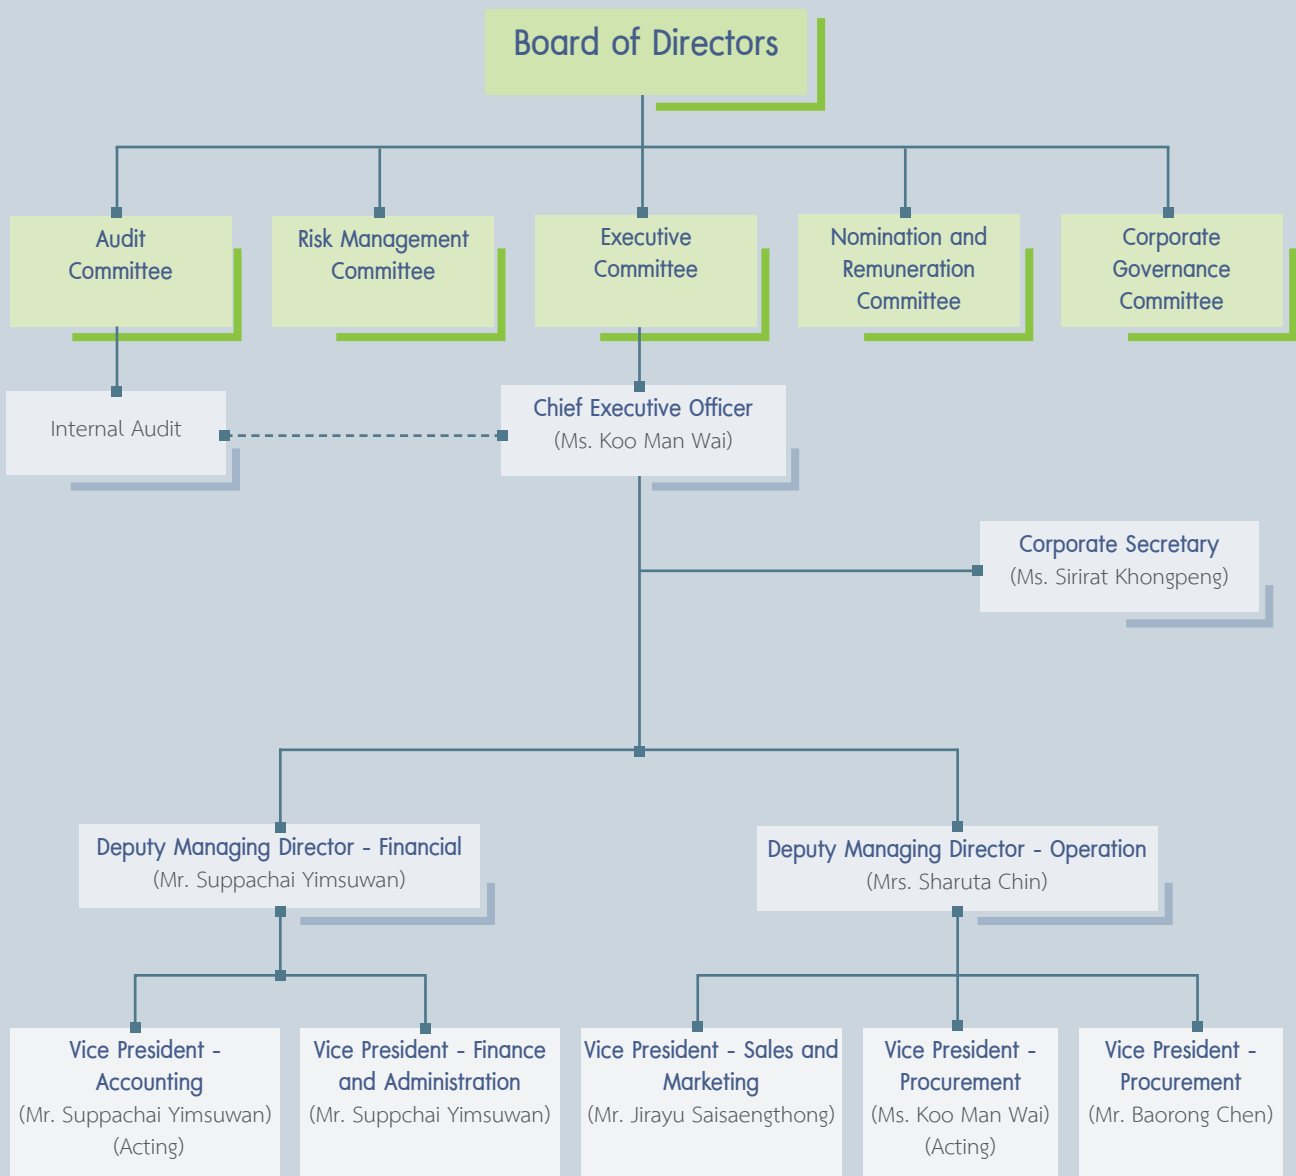 Board of Directors
Audit
Committee
Risk Management
Committee
Executive
Committee
Nomination and
Remuneration
Committee
Corporate
Governance
Committee
Internal Audit
Chief Executive Officer
(Ms. Koo Man Wai)
Corporate Secretary
(Ms. Sirirat Khongpeng)
Deputy Managing Director - Financial
(Mr. Suppachai Yimsuwan)
Deputy Managing Director - Operation
(Mrs. Sharuta Chin)
Vice President -
Accounting
(Mr. Suppachai Yimsuwan)
(Acting)
Vice President - Finance
and Administration
(Mr. Suppchai Yimsuwan)
Vice President - Sales and
Marketing
(Mr. Jirayu Saisaengthong)
Vice President -
Procurement
(Ms. Koo Man Wai)
(Acting)
Vice President -
Procurement
(Mr. Baorong Chen)